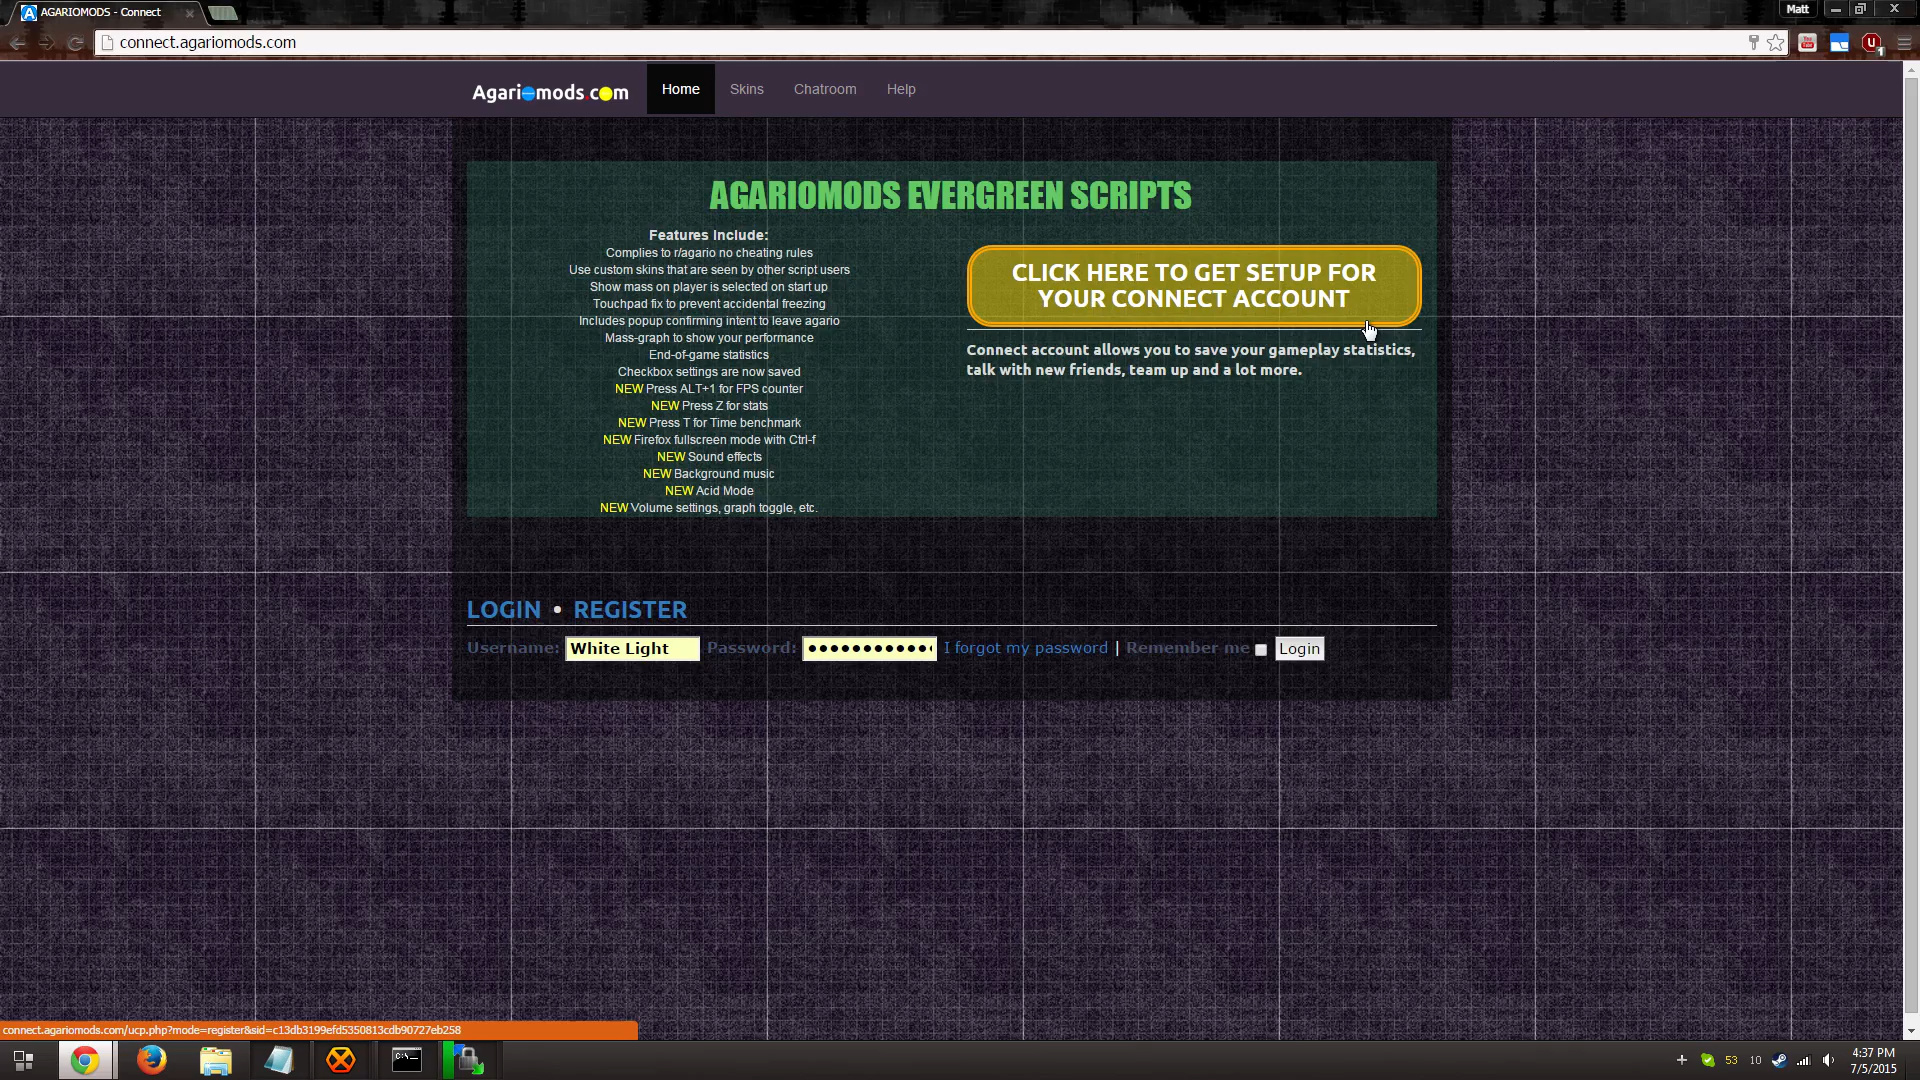 AGARIOMODS - Connect
Matt
connect.agariomods.com
Agariomods.com
Home
Skins
Chatroom
Help
AGARIOMODS EVERGREEN SCRIPTS
Features Include:
Complies to r/agario no cheating rules
Use custom skins that are seen by other script users
Show mass on player is selected on start up
Touchpad fix to prevent accidental freezing
Includes popup confirming intent to leave agario
Mass-graph to show your performance
End-of-game statistics
Checkbox settings are now saved
NEW Press ALT+1 for FPS counter
NEW Press Z for stats
NEW Press T for Time benchmark
NEW Firefox fullscreen mode with Ctrl-f
NEW Sound effects
NEW Background music
NEW Acid Mode
NEW Volume settings, graph toggle, etc.
CLICK HERE TO GET SETUP FOR
YOUR CONNECT ACCOUNT
Connect account allows you to save your gameplay statistics,
talk with new friends, team up and a lot more.
LOGIN • REGISTER
Username: White Light Password: ●●●●●●●●●●●● I forgot my password | Remember me Login
connect.agariomods.com/ucp.php?mode=register&sid=c13db3199efd5350813cdb90727eb258
53 10
4:37 PM
7/5/2015